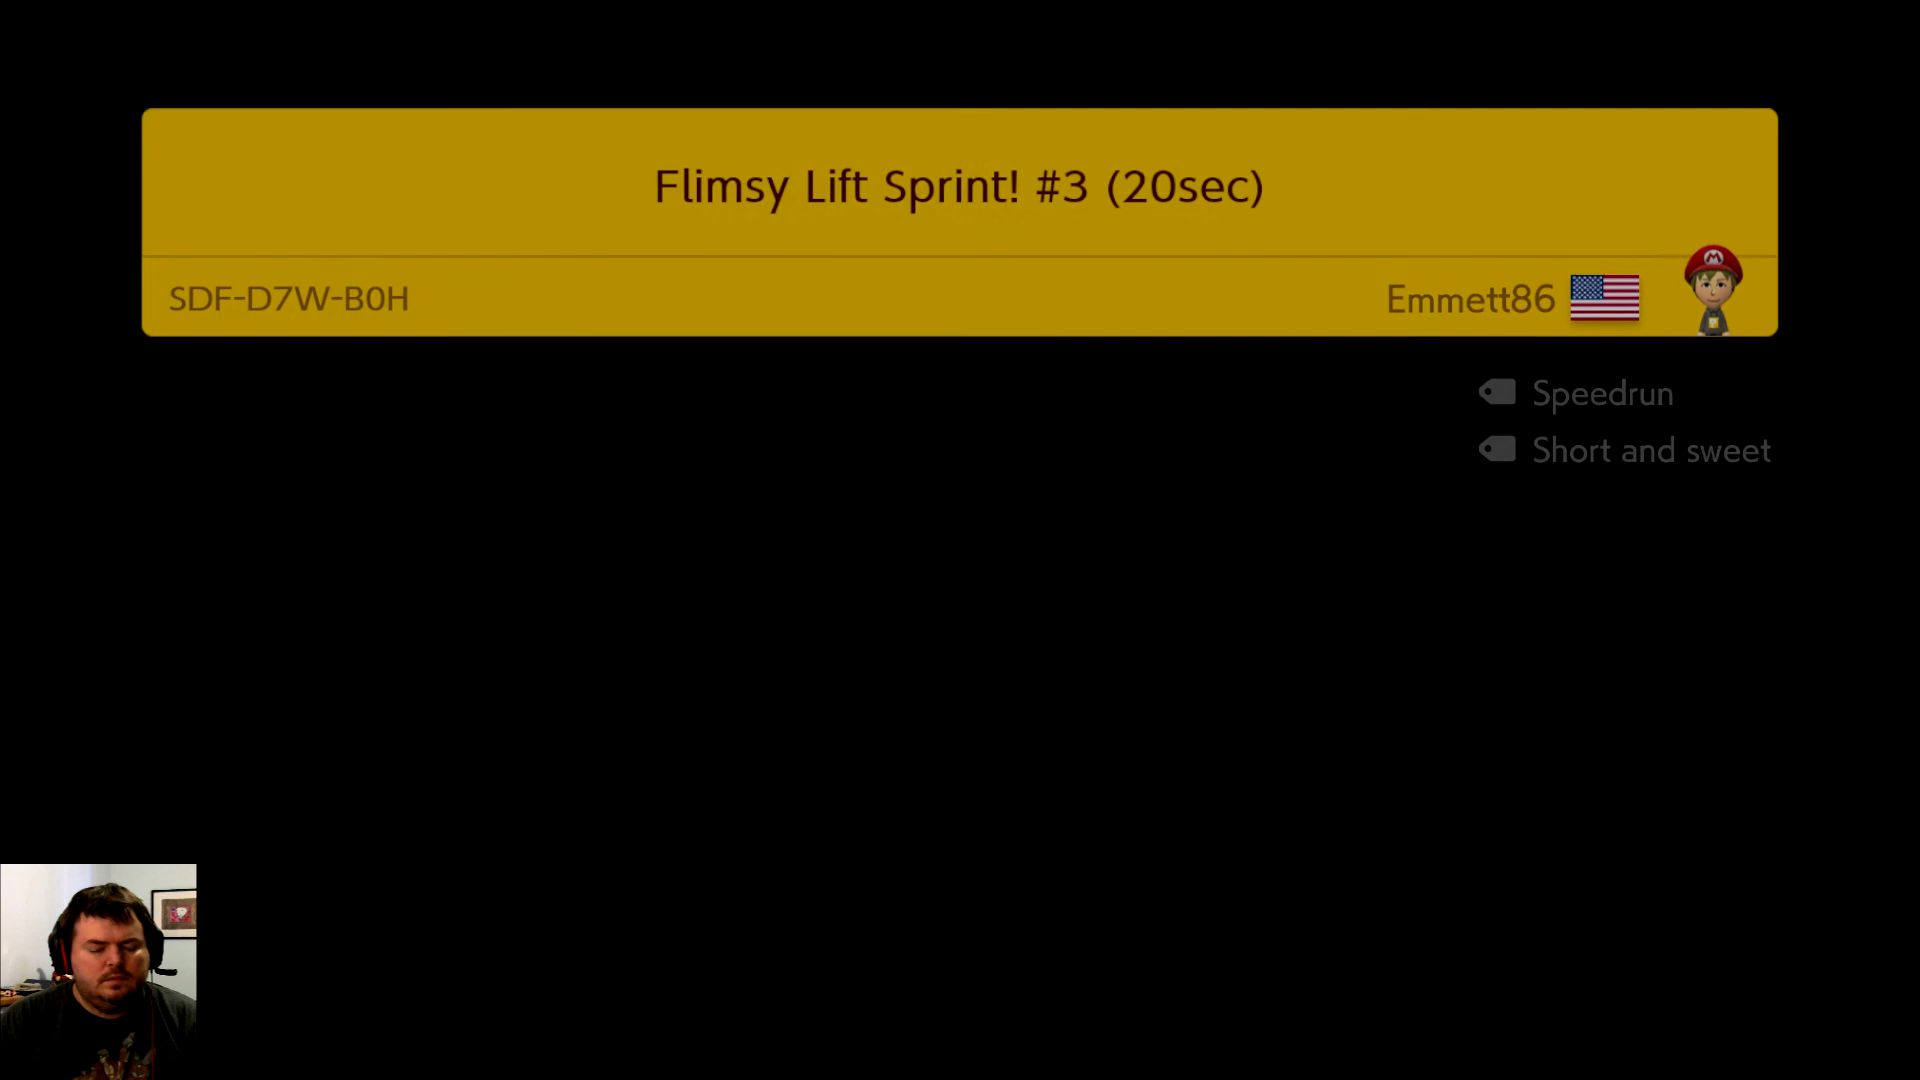 Flimsy Lift Sprint! #3 (20sec)
SDF-D7W-B0H
Emmett86
Speedrun
Short and sweet